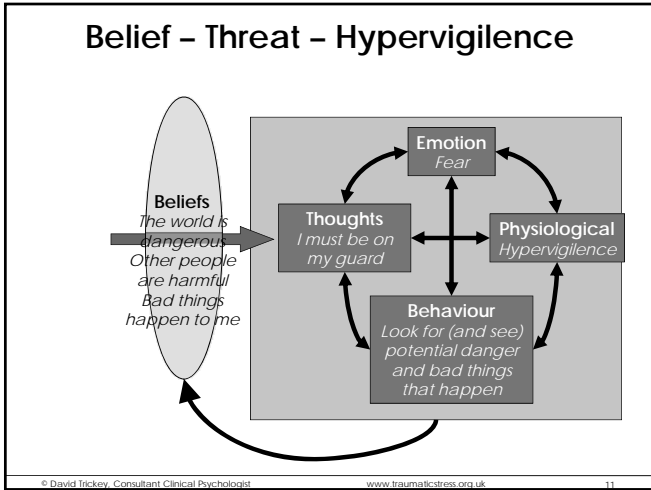 Belief – Threat – Hypervigilence
Emotion
Fear
Beliefs
The world is
dangerous
Other people
are harmful
Bad things
happen to me
Thoughts
I must be on
my guard
Physiological
Hypervigilence
Behaviour
Look for (and see)
potential danger
and bad things
that happen
© David Trickey, Consultant Clinical Psychologist
www.traumaticstress.org.uk
11